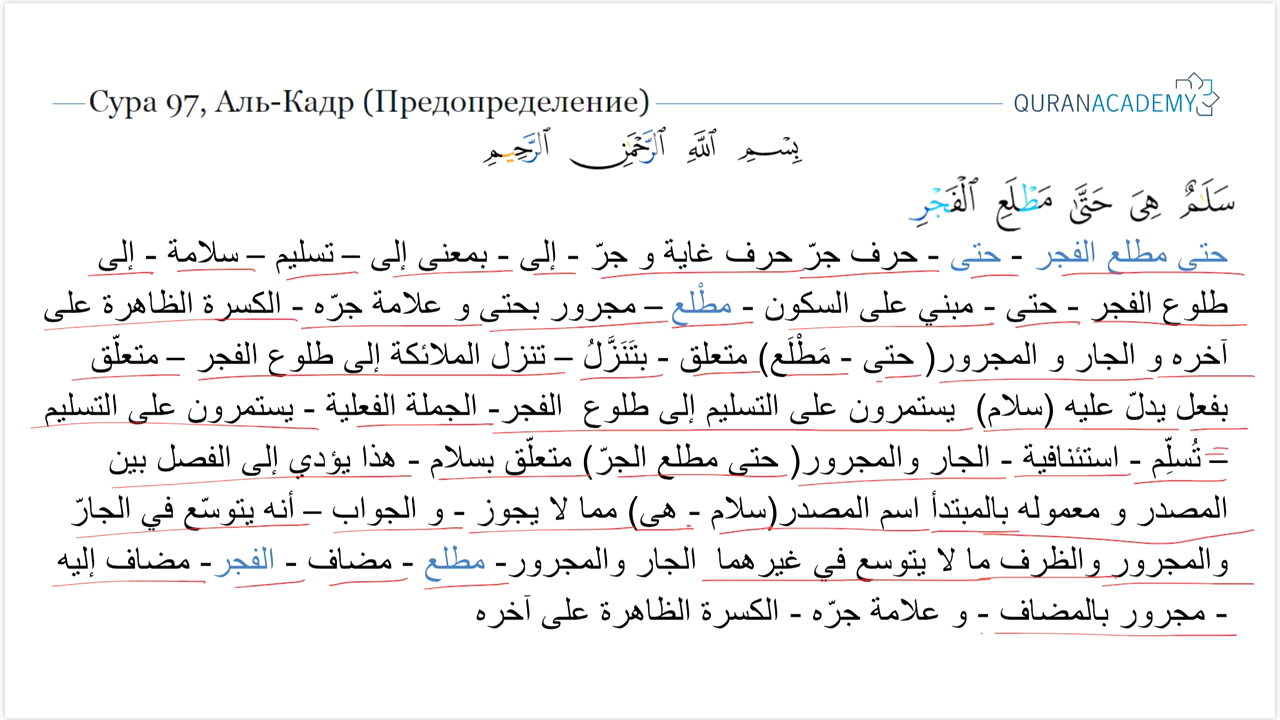 Сура 97, Аль-Кадр (Предопределение)
QURANACADEMY
بِسْمِ ٱللَّهِ ٱلرَّحْمَٰنِ ٱلرَّحِيمِ
سَلَٰمٌ هِىَ حَتَّىٰ مَطْلَعِ ٱلْفَجْرِ
حتى مطلع الفجر - حتى - حرف جرّ حرف غاية و جرّ - إلى - بمعنى إلى – تسليم – سلامة - إلى
طلوع الفجر - حتى - مبني على السكون - مطْلع – مجرور بحتى و علامة جرّه - الكسرة الظاهرة على
آخره و الجار و المجرور( حتى - مَطْلَع) متعلق - بتَنَزَّلُ – تنزل الملائكة إلى طلوع الفجر – متعلّق
بفعل يدلّ عليه (سلام) يستمرون على التسليم إلى طلوع الفجر- الجملة الفعلية - يستمرون على التسليم
– تُسلِّم - استئنافية - الجار والمجرور( حتى مطلع الجرّ) متعلّق بسلام - هذا يؤدي إلى الفصل بين
المصدر و معموله بالمبتدأ اسم المصدر(سلام - هى) مما لا يجوز - و الجواب – أنه يتوسّع في الجارّ
والمجرور والظرف ما لا يتوسع في غيرهما الجار والمجرور- مطلع - مضاف - الفجر- مضاف إليه
- مجرور بالمضاف - و علامة جرّه - الكسرة الظاهرة على آخره